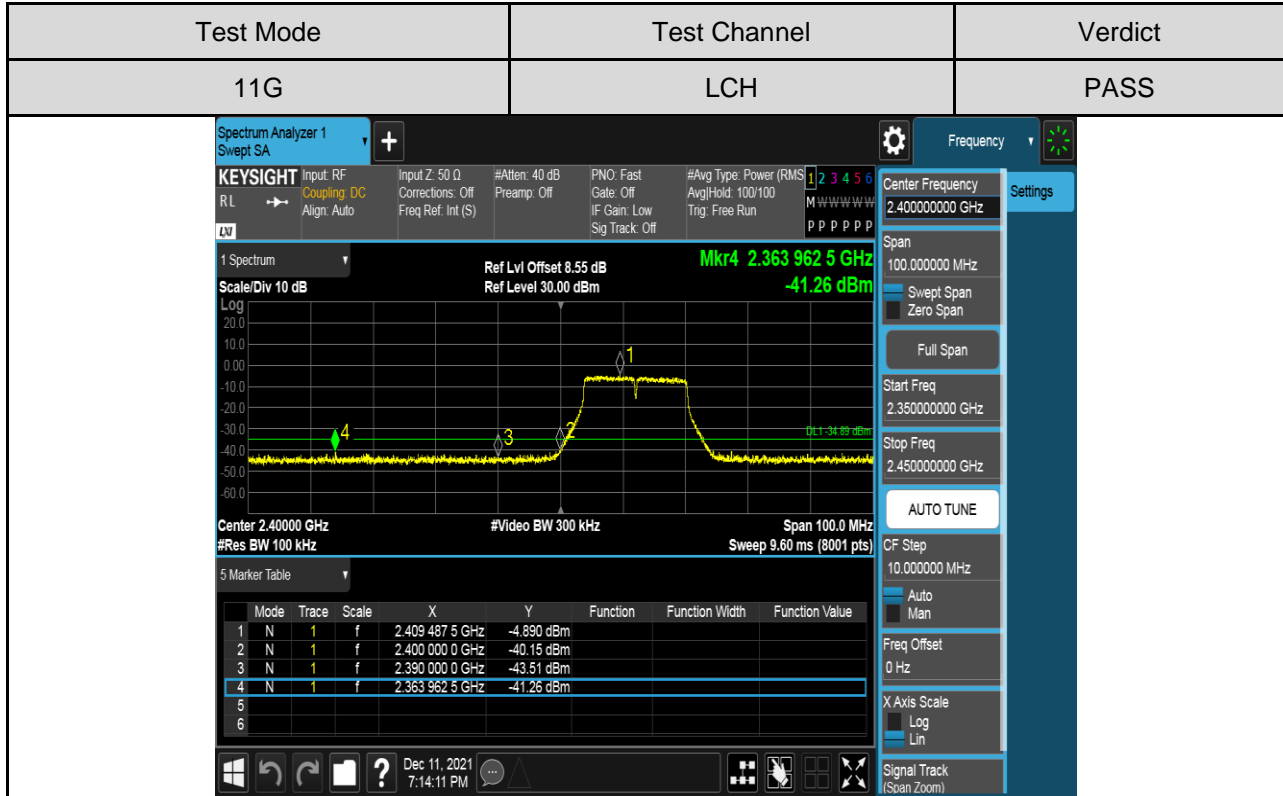 Test Mode Test Channel Verdict
11G LCH PASS
Spectrum Analyzer 1
Swept SA
+
Frequency
KEYSIGHT
RL
LXI
Input: RF
Coupling: DC
Align: Auto
Input Z: 50 Ω
Corrections: Off
Freq Ref: Int (S)
#Atten: 40 dB
Preamp: Off
PNO: Fast
Gate: Off
IF Gain: Low
Sig Track: Off
#Avg Type: Power (RMS
Avg|Hold: 100/100
Trig: Free Run
1 2 3 4 5 6
M W W W W W
P P P P P P
1 Spectrum
Scale/Div 10 dB
Ref Lvl Offset 8.55 dB
Ref Level 30.00 dBm
Mkr4 2.363 962 5 GHz
-41.26 dBm
Log
20.0
10.0
0.00
-10.0
-20.0
-30.0
-40.0
-50.0
-60.0
1
2
3
4
DL1 -34.89 dBm
Center 2.40000 GHz
#Res BW 100 kHz
#Video BW 300 kHz
Span 100.0 MHz
Sweep 9.60 ms (8001 pts)
5 Marker Table
Mode Trace Scale X Y Function Function Width Function Value
1 N 1 f 2.409 487 5 GHz -4.890 dBm
2 N 1 f 2.400 000 0 GHz -40.15 dBm
3 N 1 f 2.390 000 0 GHz -43.51 dBm
4 N 1 f 2.363 962 5 GHz -41.26 dBm
5
6
Dec 11, 2021
7:14:11 PM
?
Center Frequency
2.400000000 GHz
Settings
Span
100.000000 MHz
Swept Span
Zero Span
Full Span
Start Freq
2.350000000 GHz
Stop Freq
2.450000000 GHz
AUTO TUNE
CF Step
10.000000 MHz
Auto
Man
Freq Offset
0 Hz
X Axis Scale
Log
Lin
Signal Track
(Span Zoom)